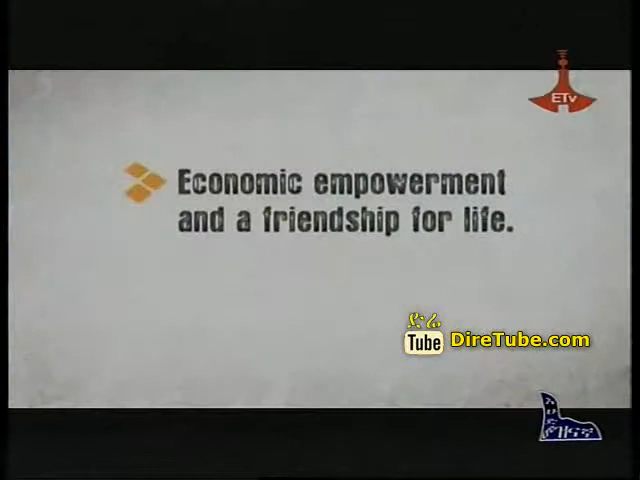 ETV
Economic empowerment
and a friendship for life.
ድሬ
Tube DireTube.com